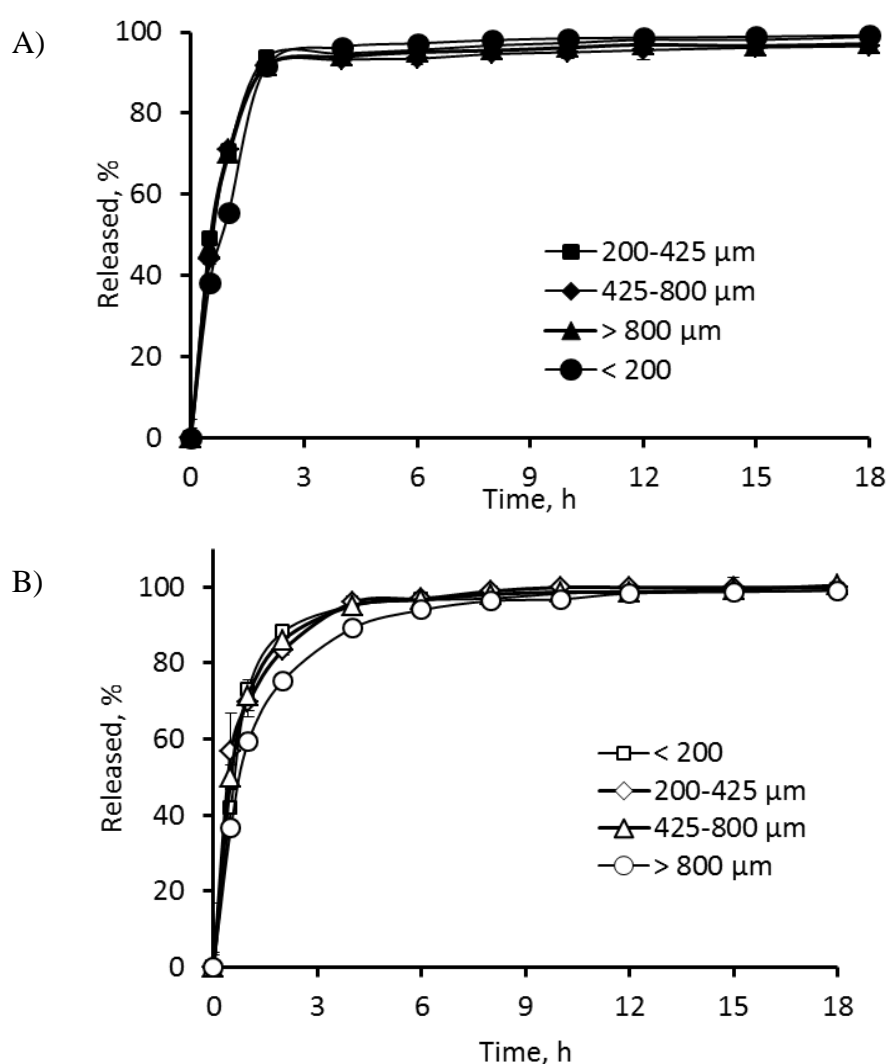 A)
100
80
60
40
20
0
Released, %
200-425 µm
425-800 µm
> 800 µm
< 200
0 3 6 9 12 15 18
Time, h
B)
100
80
60
40
20
0
Released, %
< 200
200-425 µm
425-800 µm
> 800 µm
0 3 6 9 12 15 18
Time, h